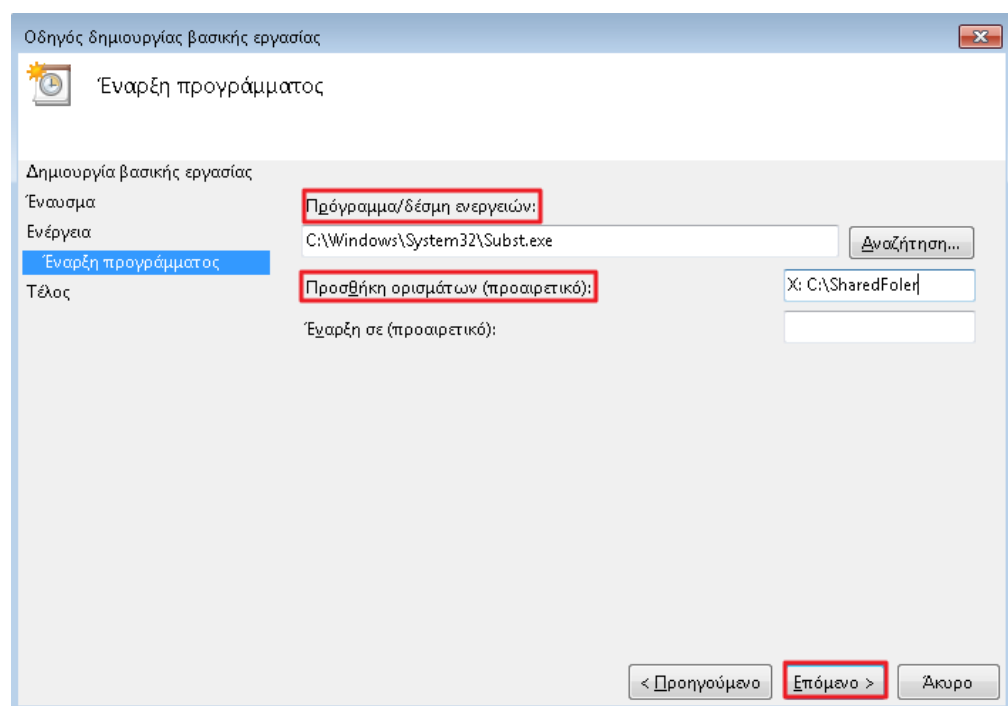 Οδηγός δημιουργίας βασικής εργασίας
Έναρξη προγράμματος
Δημιουργία βασικής εργασίας
Έναυσμα
Ενέργεια
Έναρξη προγράμματος
Τέλος
Πρόγραμμα/δέσμη ενεργειών:
C:\Windows\System32\Subst.exe
Αναζήτηση...
Προσθήκη ορισμάτων (προαιρετικό):
X: C:\SharedFoler
Έναρξη σε (προαιρετικό):
< Προηγούμενο
Επόμενο >
Άκυρο